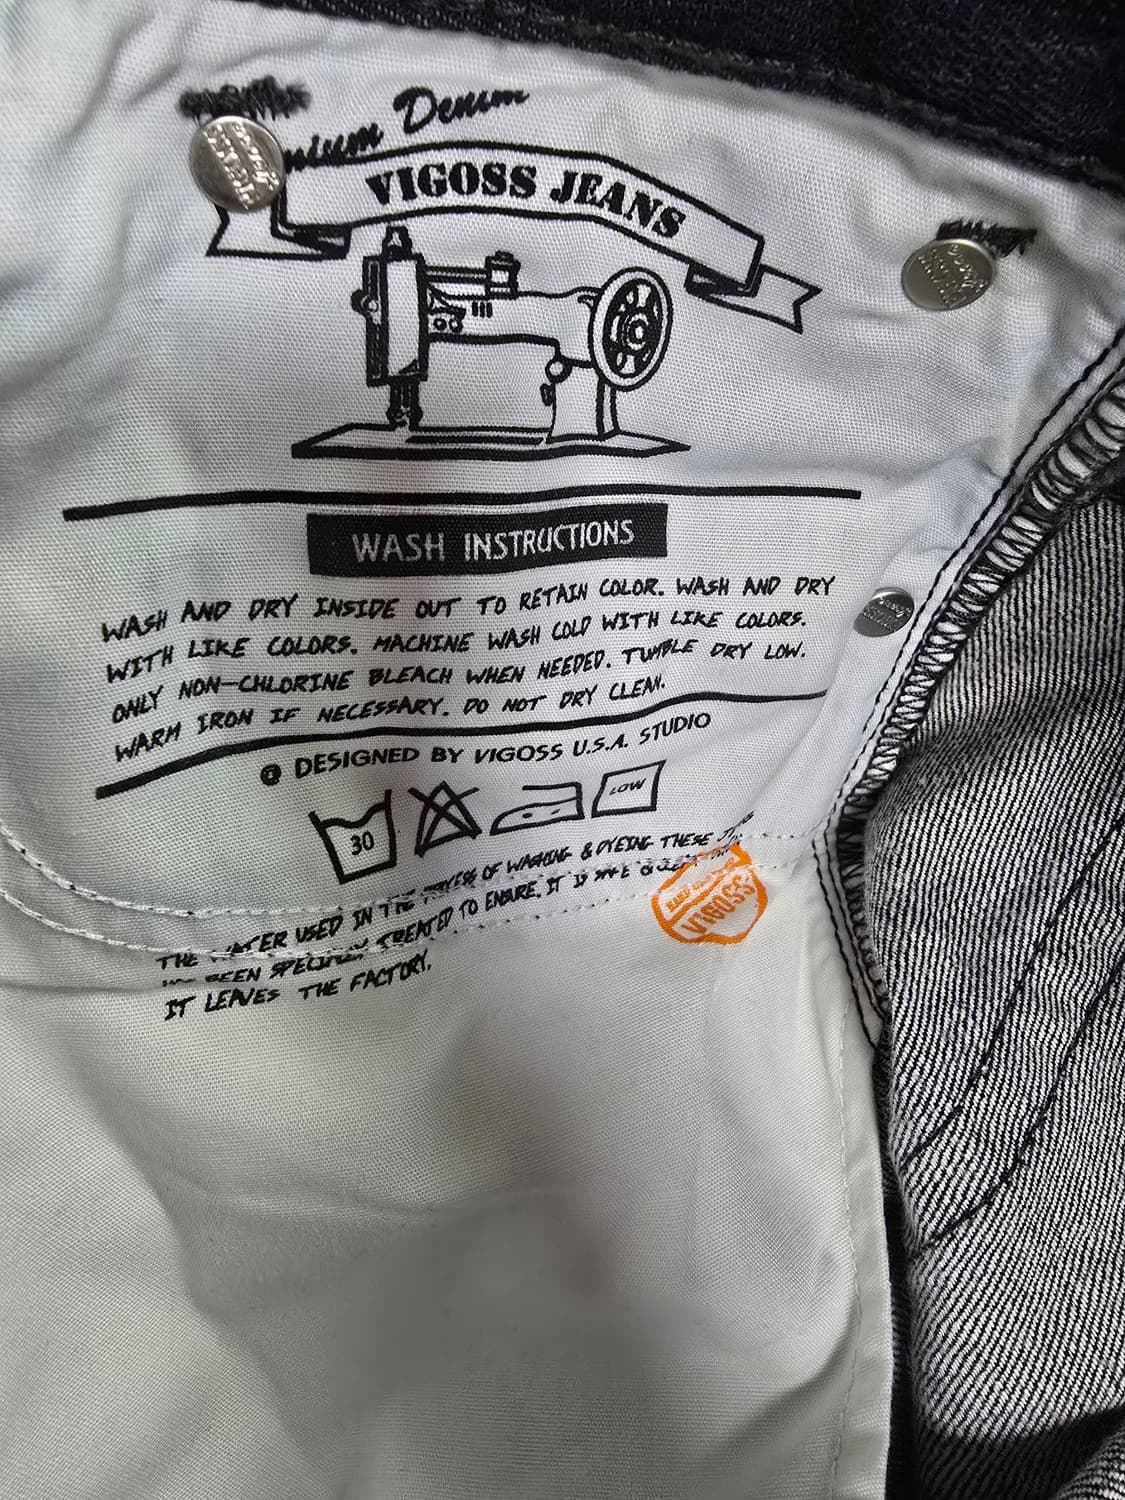 Denim
VIGOSS JEANS
WASH INSTRUCTIONS
WASH AND DRY INSIDE OUT TO RETAIN COLOR. WASH AND DRY
WITH LIKE COLORS. MACHINE WASH COLD WITH LIKE COLORS.
ONLY NON-CHLORINE BLEACH WHEN NEEDED. TUMBLE DRY LOW.
WARM IRON IF NECESSARY. DO NOT DRY CLEAN.
DESIGNED BY VIGOSS U.S.A. STUDIO
30
LOW
THE WATER USED IN THE PROCESS OF WASHING & DYEING THESE
BEEN SPECIALLY TREATED TO ENSURE. IT IS SAFE &
IT LEAVES THE FACTORY.
VIGOSS